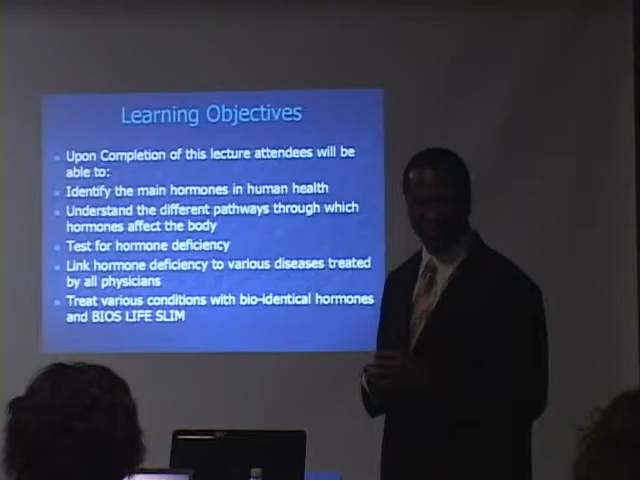 Learning Objectives
Upon Completion of this lecture attendees will be
able to:
Identify the main hormones in human health
Understand the different pathways through which
hormones affect the body
Test for hormone deficiency
Link hormone deficiency to various diseases treated
by all physicians
Treat various conditions with bio-identical hormones
and BIOS LIFE SLIM